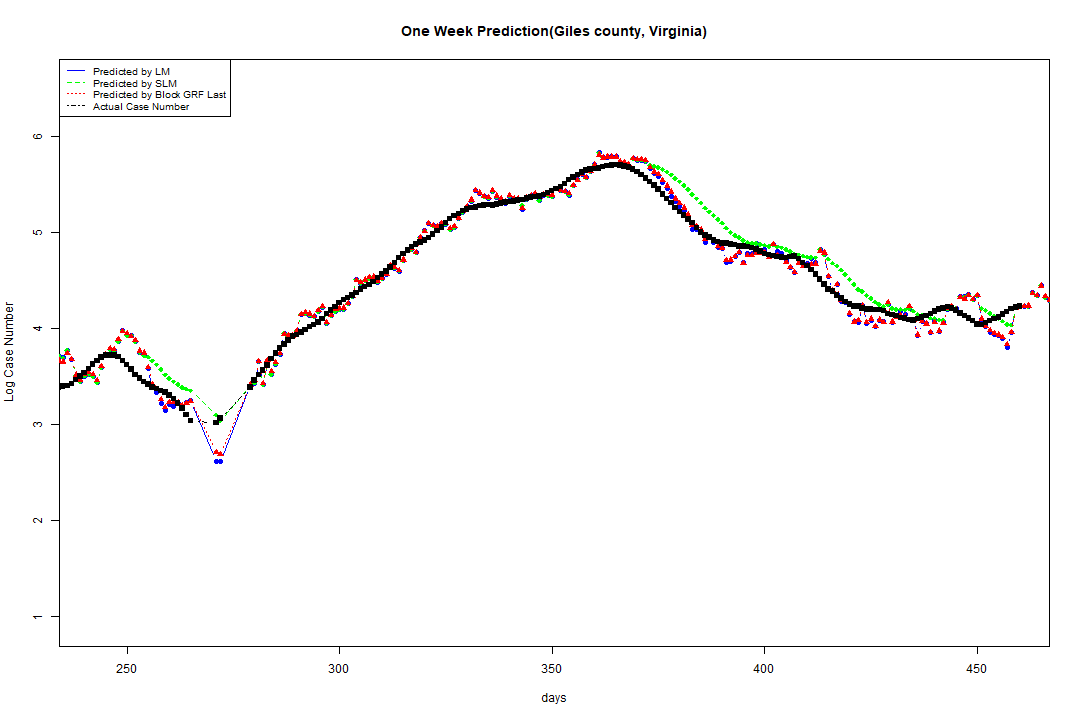 One Week Prediction(Giles county, Virginia)
Predicted by LM
Predicted by SLM
Predicted by Block GRF Last
Actual Case Number
6
5
4
3
2
1
Log Case Number
250 300 350 400 450
days